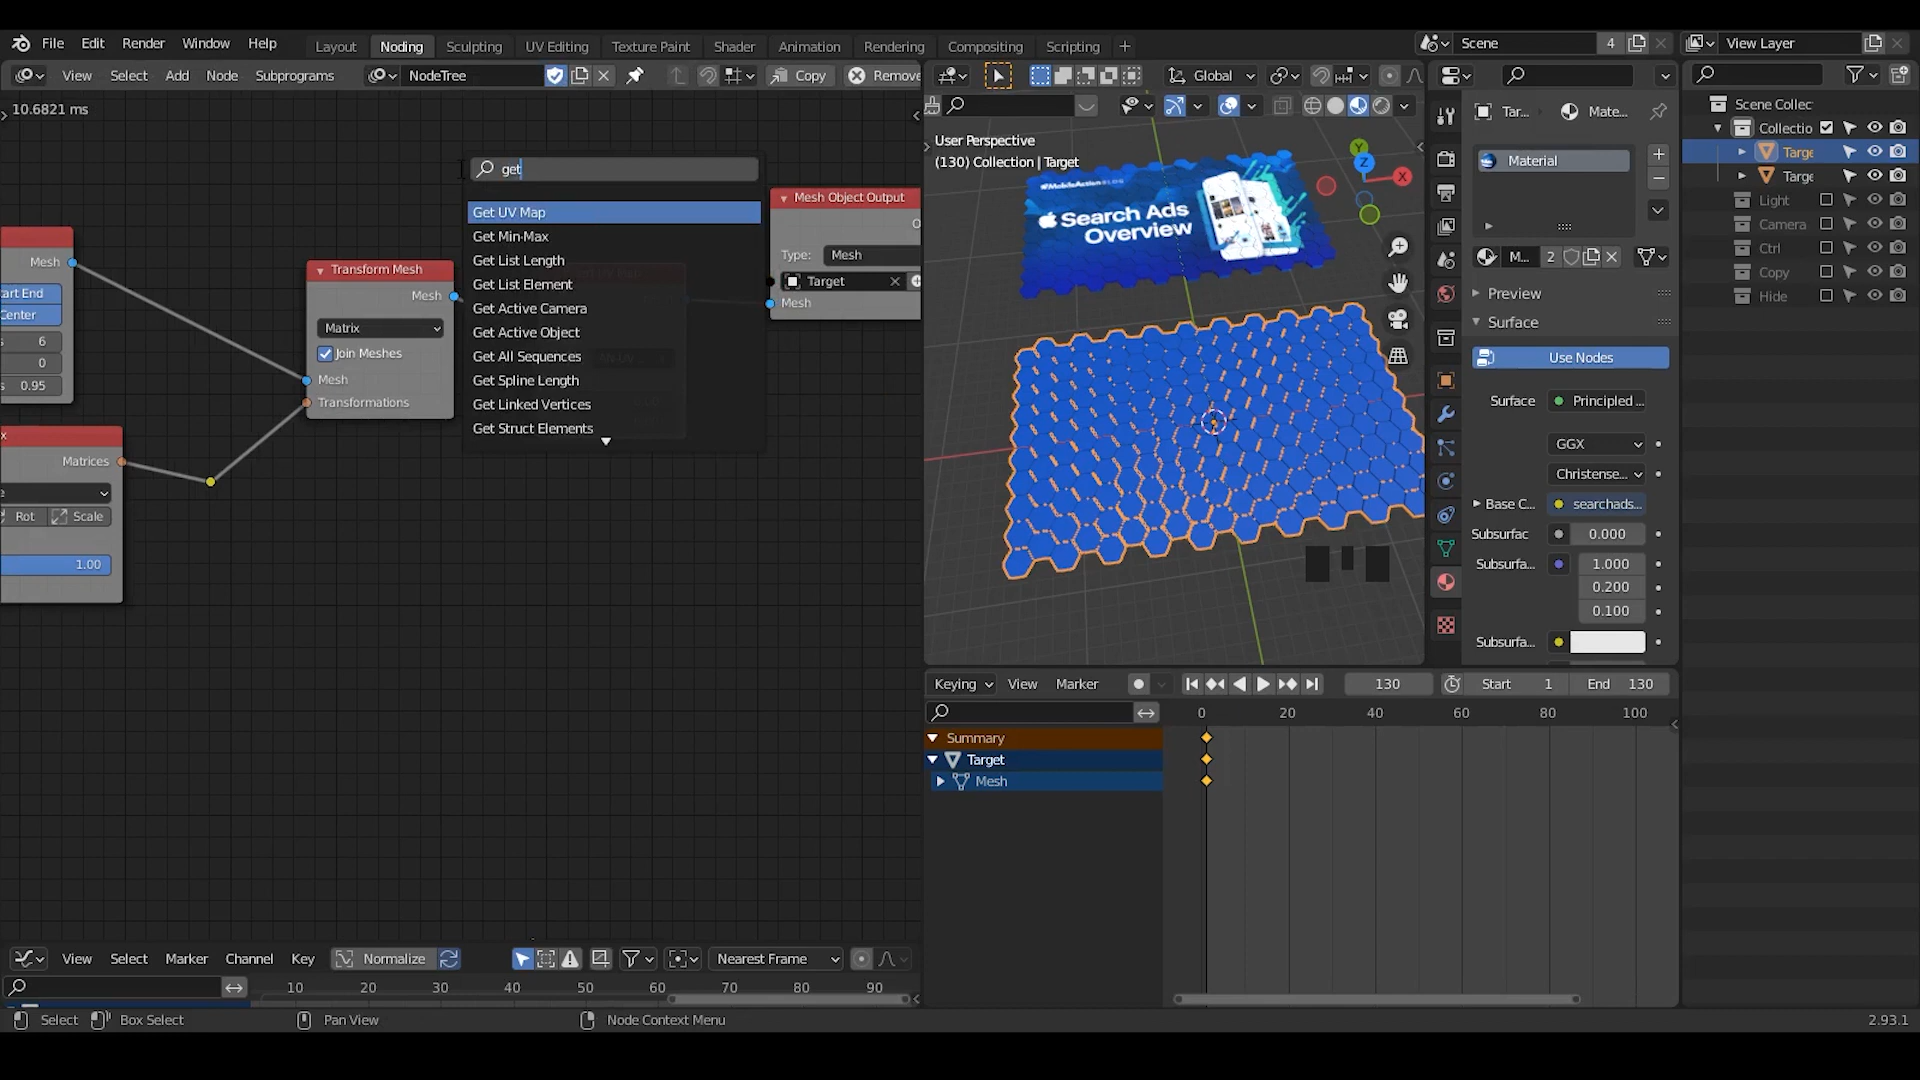 File Edit Render Window Help Layout Noding Sculpting UV Editing Texture Paint Shader Animation Rendering Compositing Scripting
Scene 4 View Layer
View Select Add Node Subprograms NodeTree Copy Remove
Global
10.6821 ms
get
Get UV Map
Get Min-Max
Get List Length
Get List Element
Get Active Camera
Get Active Object
Get All Sequences
Get Spline Length
Get Linked Vertices
Get Struct Elements
Mesh
Center
6
0
0.95
Matrices
Rot Scale
1.00
Transform Mesh
Mesh
Matrix
Join Meshes
Mesh
Transformations
Mesh Object Output
Type: Mesh
Target
Mesh
User Perspective
(130) Collection | Target
Search Ads
Overview
Y
Z
X
Tar... Mate...
Material
M... 2
Preview
Surface
Use Nodes
Surface Principled ...
GGX
Christense...
Base C... searchads...
Subsurfac 0.000
Subsurfa... 1.000
0.200
0.100
Subsurfa...
Scene Collec
Collectio
Targe
Targe
Light
Camera
Ctrl
Copy
Hide
Keying View Marker 130 Start 1 End 130
0 20 40 60 80 100
Summary
Target
Mesh
View Select Marker Channel Key Normalize Nearest Frame
10 20 30 40 50 60 70 80 90
Select Box Select Pan View Node Context Menu 2.93.1